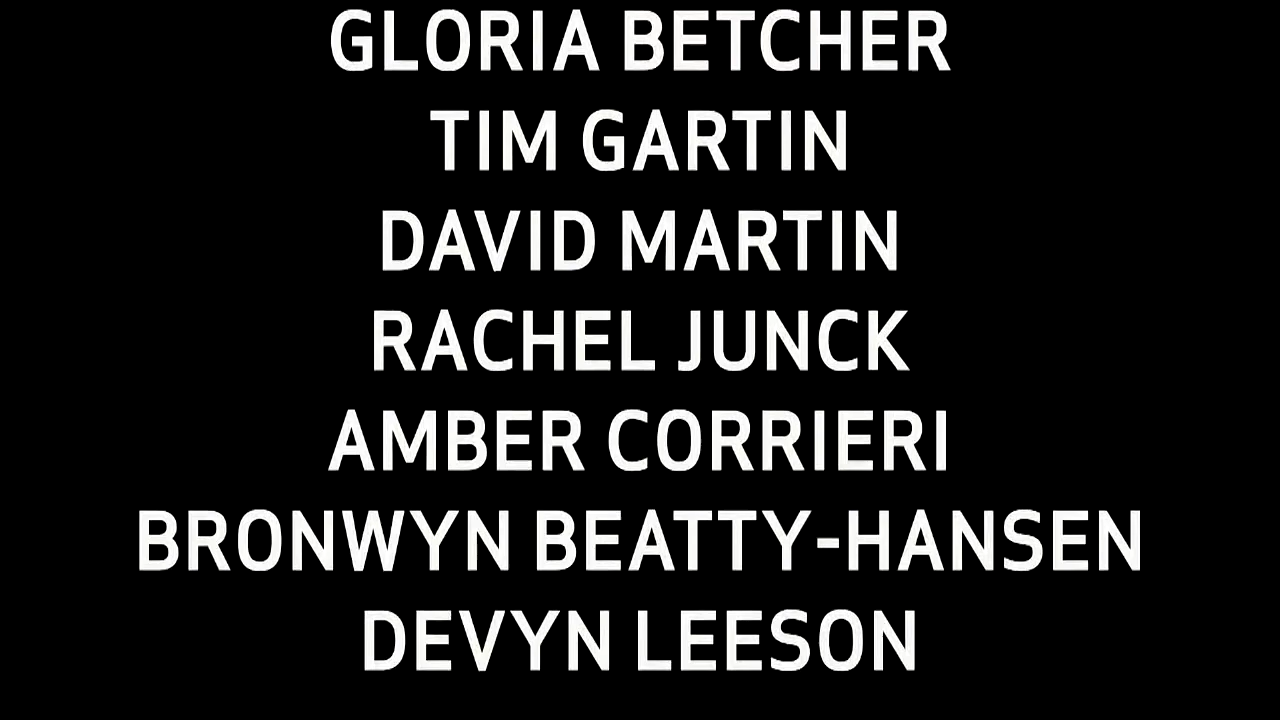 GLORIA BETCHER
TIM GARTIN
DAVID MARTIN
RACHEL JUNCK
AMBER CORRIERI
BRONWYN BEATTY-HANSEN
DEVYN LEESON